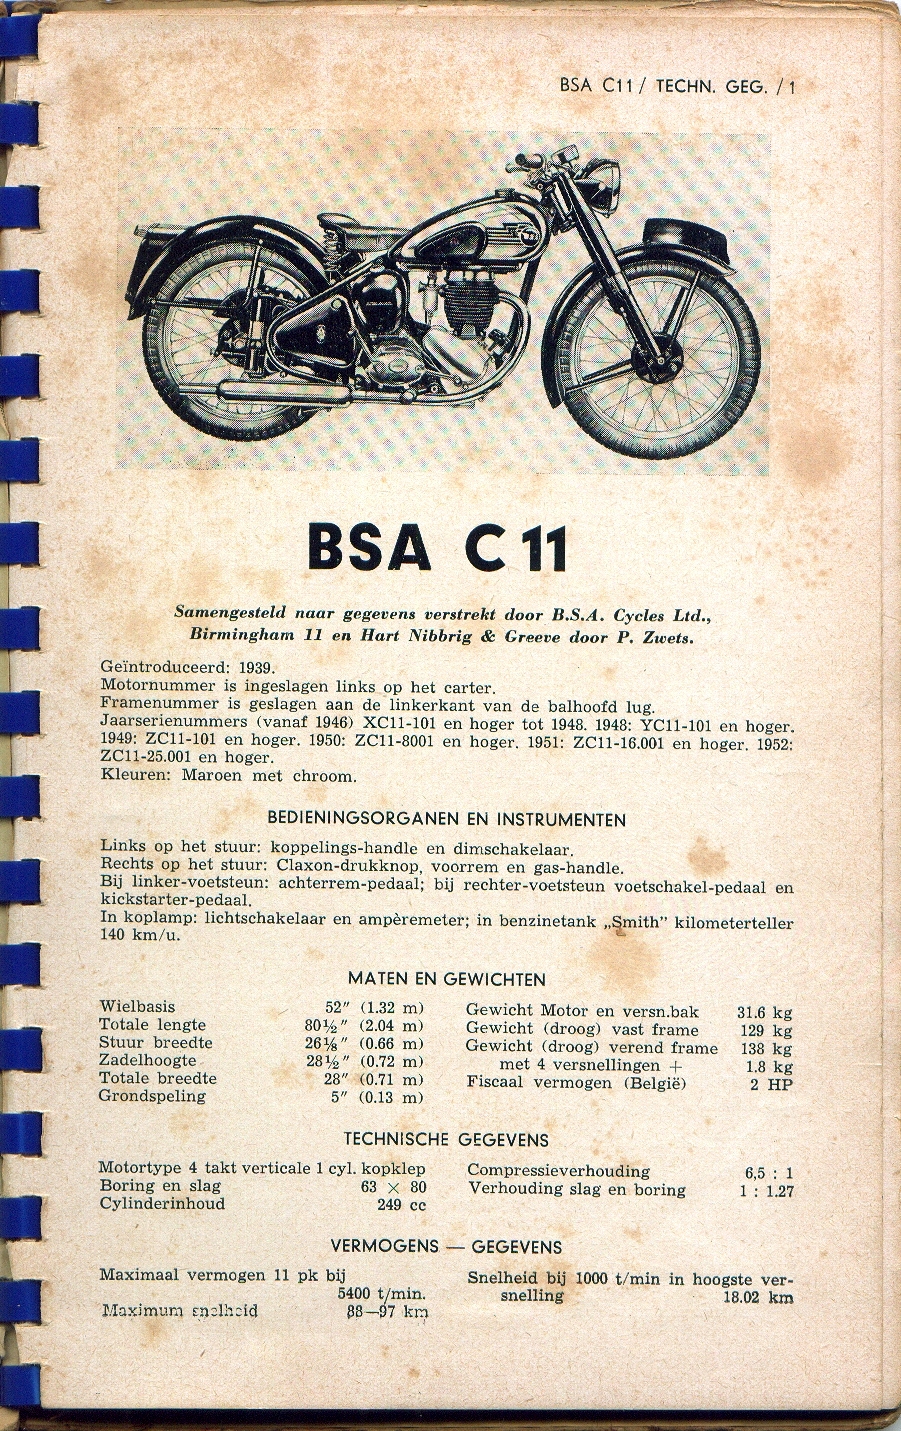 BSA C11 / TECHN. GEG. / 1
BSA C 11
Samengesteld naar gegevens verstrekt door B.S.A. Cycles Ltd.,
Birmingham 11 en Hart Nibbrig & Greeve door P. Zwets.
Geïntroduceerd: 1939.
Motornummer is ingeslagen links op het carter.
Framenummer is geslagen aan de linkerkant van de balhoofd lug.
Jaarserienummers (vanaf 1946) XC11-101 en hoger tot 1948. 1948: YC11-101 en hoger.
1949: ZC11-101 en hoger. 1950: ZC11-8001 en hoger. 1951: ZC11-16.001 en hoger. 1952:
ZC11-25.001 en hoger.
Kleuren: Maroen met chroom.
BEDIENINGSORGANEN EN INSTRUMENTEN
Links op het stuur: koppelings-handle en dimschakelaar.
Rechts op het stuur: Claxon-drukknop, voorrem en gas-handle.
Bij linker-voetsteun: achterrem-pedaal; bij rechter-voetsteun voetschakel-pedaal en
kickstarter-pedaal.
In koplamp: lichtschakelaar en ampèremeter; in benzinetank „Smith” kilometerteller
140 km/u.
MATEN EN GEWICHTEN
Wielbasis 52″ (1.32 m)
Totale lengte 80½″ (2.04 m)
Stuur breedte 26⅛″ (0.66 m)
Zadelhoogte 28½″ (0.72 m)
Totale breedte 28″ (0.71 m)
Grondspeling 5″ (0.13 m)
Gewicht Motor en versn.bak 31.6 kg
Gewicht (droog) vast frame 129 kg
Gewicht (droog) verend frame 138 kg
met 4 versnellingen + 1.8 kg
Fiscaal vermogen (België) 2 HP
TECHNISCHE GEGEVENS
Motortype 4 takt verticale 1 cyl. kopklep
Boring en slag 63 × 80
Cylinderinhoud 249 cc
Compressieverhouding 6,5 : 1
Verhouding slag en boring 1 : 1.27
VERMOGENS — GEGEVENS
Maximaal vermogen 11 pk bij
5400 t/min.
Maximum snelheid 88—97 km
Snelheid bij 1000 t/min in hoogste ver-
snelling 18.02 km